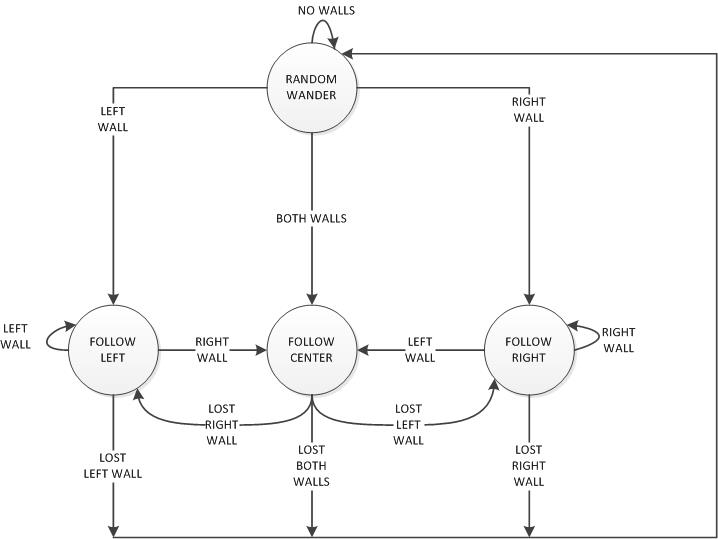 NO WALLS
RANDOM
WANDER
LEFT
WALL
RIGHT
WALL
BOTH WALLS
LEFT
WALL
FOLLOW
LEFT
RIGHT
WALL
FOLLOW
CENTER
LEFT
WALL
FOLLOW
RIGHT
RIGHT
WALL
LOST
RIGHT
WALL
LOST
LEFT
WALL
LOST
LEFT WALL
LOST
BOTH
WALLS
LOST
RIGHT
WALL